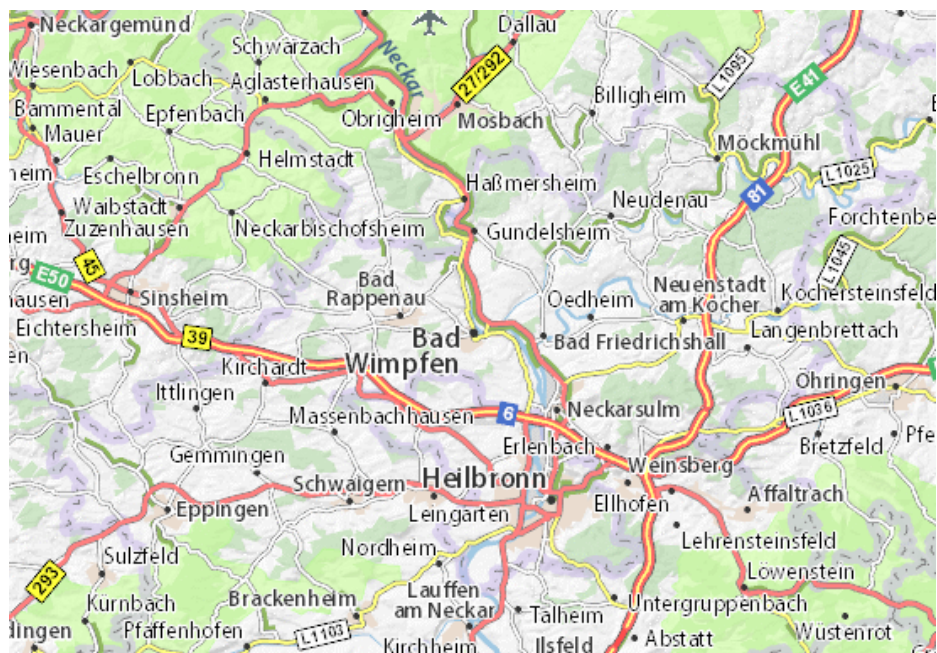 Neckargemünd
Dallau
Schwarzach
Neckar
Wiesenbach
Lobbach
Aglasterhausen
27/292
L1095
E41
Bammental
Epfenbach
Obrigheim
Mosbach
Billigheim
Mauer
Möckmühl
Helmstadt
Eschelbronn
Haßmersheim
L1025
81
Waibstadt
Neudenau
Zuzenhausen
Neckarbischofsheim
Gundelsheim
E50
45
L1045
Sinsheim
Bad
Rappenau
Oedheim
Neuenstadt
am Kocher
Kochersteinsfeld
Eichtersheim
39
Bad
Wimpfen
Bad Friedrichshall
Langenbrettach
Kirchardt
Ittlingen
Öhringen
Massenbachhausen
6
Neckarsulm
L1036
Erlenbach
Bretzfeld
Gemmingen
Weinsberg
Schwaigern
Heilbronn
Ellhofen
Affaltrach
Eppingen
Leingarten
Lehrensteinsfeld
Nordheim
Sulzfeld
293
Löwenstein
Kürnbach
Brackenheim
Lauffen
am Neckar
Talheim
Untergruppenbach
Pfaffenhofen
L1103
Kirchheim
Ilsfeld
Abstatt
Wüstenrot